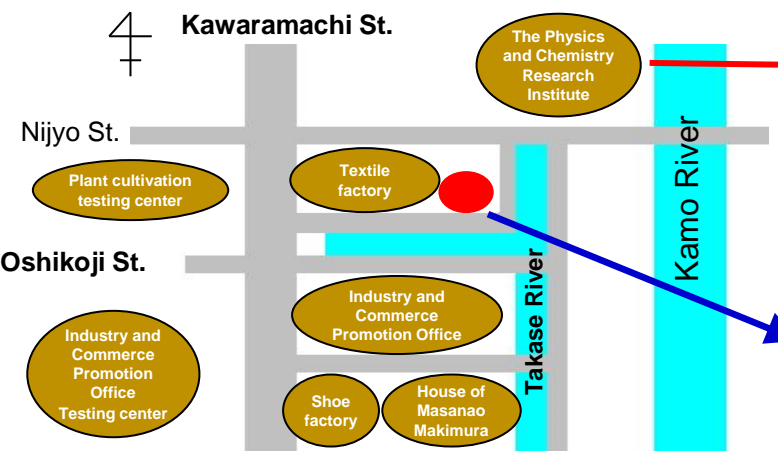 Kawaramachi St.
The Physics
and Chemistry
Research
Institute
Nijyo St.
Plant cultivation
testing center
Textile
factory
Kamo River
Oshikoji St.
Takase River
Industry and
Commerce
Promotion Office
Industry and
Commerce
Promotion
Office
Testing center
Shoe
factory
House of
Masanao
Makimura